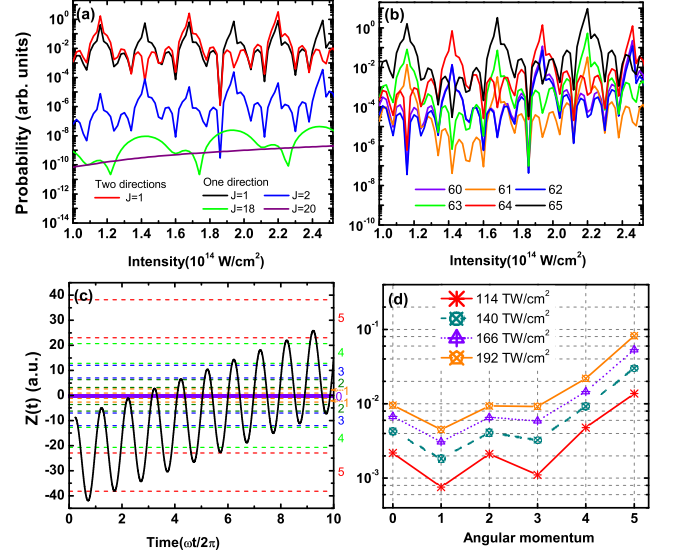 (a)
Probability (arb. units)
10^0
10^-2
10^-4
10^-6
10^-8
10^-10
10^-12
10^-14
Two directions
J=1
One direction
J=1
J=2
J=18
J=20
1.0 1.2 1.4 1.6 1.8 2.0 2.2 2.4
Intensity(10^14 W/cm^2)
(b)
10^0
10^-2
10^-4
10^-6
10^-8
10^-10
60 61 62
63 64 65
1.0 1.2 1.4 1.6 1.8 2.0 2.2 2.4
Intensity(10^14 W/cm^2)
(c)
Z(t) (a.u.)
40
30
20
10
0
-10
-20
-30
-40
5
4
3
2
1
0
1
2
3
4
5
0 2 4 6 8 10
Time(ωt/2π)
(d)
114 TW/cm^2
140 TW/cm^2
166 TW/cm^2
192 TW/cm^2
10^-1
10^-2
10^-3
0 1 2 3 4 5
Angular momentum